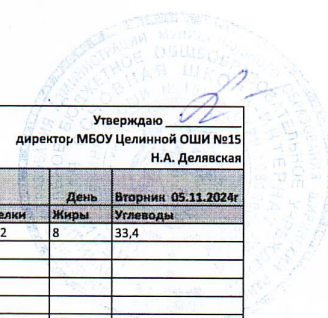 Утверждаю
директор МБОУ Целинной ОШИ №15
Н.А. Делявская
День Вторник 05.11.2024г
елки Жиры Углеводы
2 8 33,4